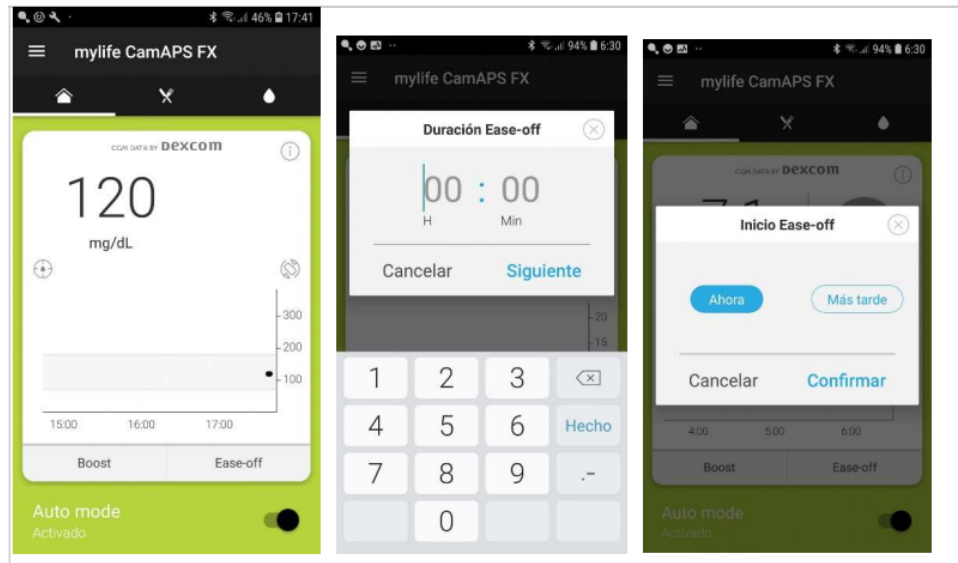 46% 17:41
mylife CamAPS FX
CGM DATA BY Dexcom
120
mg/dL
300
200
100
15:00 16:00 17:00
Boost Ease-off
Auto mode
Activado
94% 6:30
mylife CamAPS FX
Duración Ease-off
00 : 00
H Min
Cancelar Siguiente
20
15
1 2 3
4 5 6 Hecho
7 8 9 .-
0
94% 6:30
mylife CamAPS FX
CGM DATA BY Dexcom
Inicio Ease-off
Ahora Más tarde
Cancelar Confirmar
4:00 5:00 6:00
Boost Ease-off
Auto mode
Activado